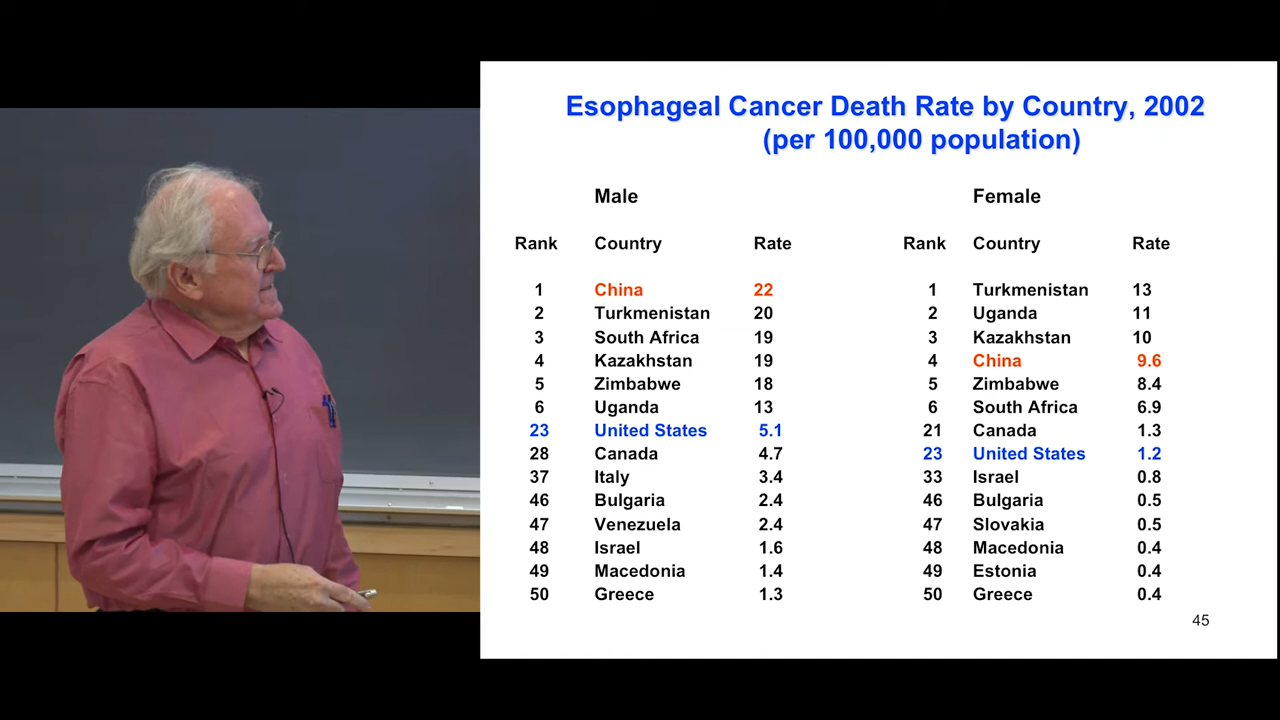 Esophageal Cancer Death Rate by Country, 2002
(per 100,000 population)
Male Female
Rank Country Rate Rank Country Rate
1 China 22 1 Turkmenistan 13
2 Turkmenistan 20 2 Uganda 11
3 South Africa 19 3 Kazakhstan 10
4 Kazakhstan 19 4 China 9.6
5 Zimbabwe 18 5 Zimbabwe 8.4
6 Uganda 13 6 South Africa 6.9
23 United States 5.1 21 Canada 1.3
28 Canada 4.7 23 United States 1.2
37 Italy 3.4 33 Israel 0.8
46 Bulgaria 2.4 46 Bulgaria 0.5
47 Venezuela 2.4 47 Slovakia 0.5
48 Israel 1.6 48 Macedonia 0.4
49 Macedonia 1.4 49 Estonia 0.4
50 Greece 1.3 50 Greece 0.4
45